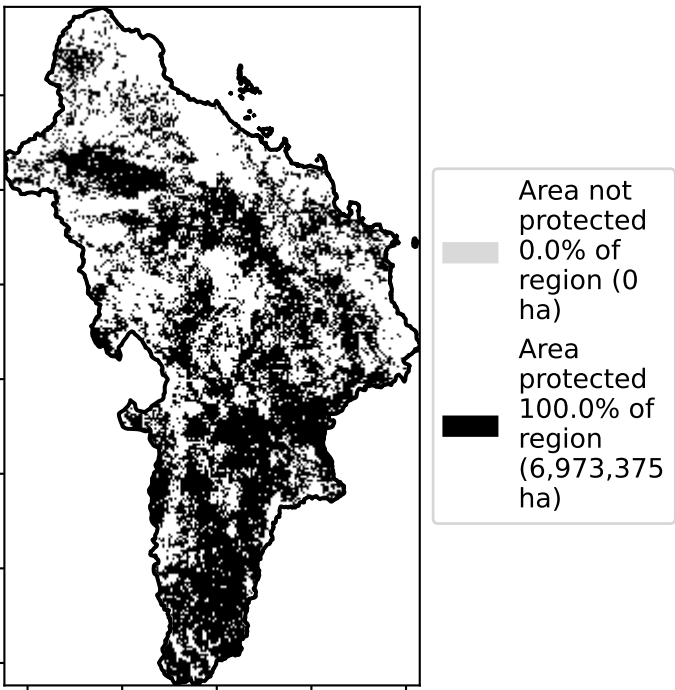 Area not
protected
0.0% of
region (0
ha)
Area
protected
100.0% of
region
(6,973,375
ha)